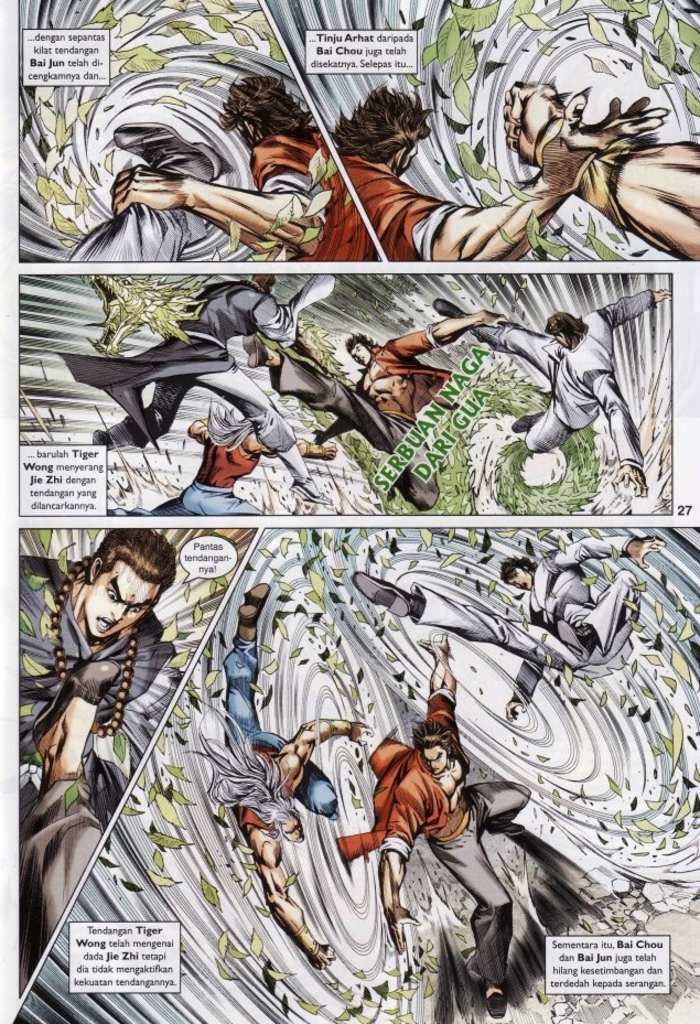 ...dengan sepantas
kilat tendangan
Bai Jun telah di-
cengkamnya dan...
...Tinju Arhat daripada
Bai Chou juga telah
disekatnya. Selepas itu...
... barulah Tiger
Wong menyerang
Jie Zhi dengan
tendangan yang
dilancarkannya.
SERBUAN NAGA
DARI GUA
27
Pantas
tendangan-
nya!
Tendangan Tiger
Wong telah mengenai
dada Jie Zhi tetapi
dia tidak mengaktifkan
kekuatan tendangannya.
Sementara itu, Bai Chou
dan Bai Jun juga telah
hilang kesetimbangan dan
terdedah kepada serangan.